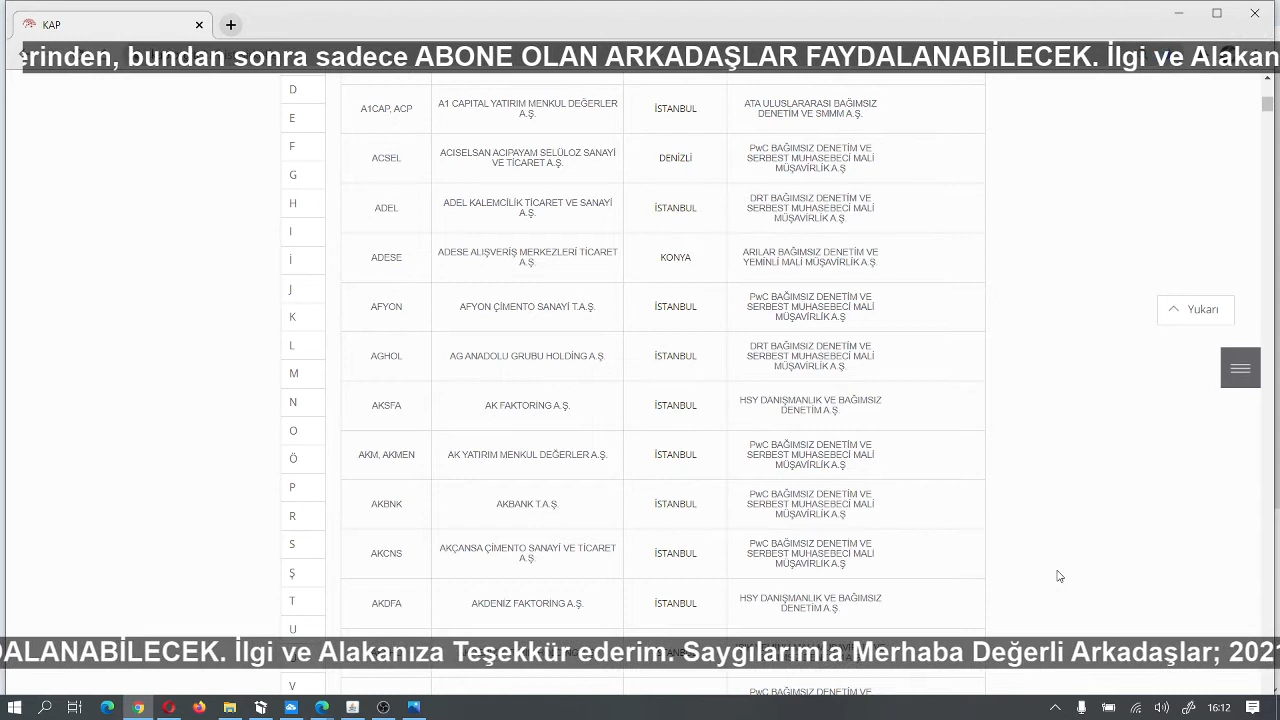 KAP
erinden, bundan sonra sadece ABONE OLAN ARKADAŞLAR FAYDALANABİLECEK. İlgi ve Alakan
D
E
F
G
H
I
İ
J
K
L
M
N
O
Ö
P
R
S
Ş
T
U
V
A1CAP, ACP
A1 CAPITAL YATIRIM MENKUL DEĞERLER
A.Ş.
İSTANBUL
ATA ULUSLARARASI BAĞIMSIZ
DENETİM VE SMMM A.Ş.
ACSEL
ACISELSAN ACIPAYAM SELÜLOZ SANAYİ
VE TİCARET A.Ş.
DENİZLİ
PwC BAĞIMSIZ DENETİM VE
SERBEST MUHASEBECİ MALİ
MÜŞAVİRLİK A.Ş
ADEL
ADEL KALEMCİLİK TİCARET VE SANAYİ
A.Ş.
İSTANBUL
DRT BAĞIMSIZ DENETİM VE
SERBEST MUHASEBECİ MALİ
MÜŞAVİRLİK A.Ş.
ADESE
ADESE ALIŞVERİŞ MERKEZLERİ TİCARET
A.Ş.
KONYA
ARILAR BAĞIMSIZ DENETİM VE
YEMİNLİ MALİ MÜŞAVİRLİK A.Ş.
AFYON
AFYON ÇİMENTO SANAYİ T.A.Ş.
İSTANBUL
PwC BAĞIMSIZ DENETİM VE
SERBEST MUHASEBECİ MALİ
MÜŞAVİRLİK A.Ş
AGHOL
AG ANADOLU GRUBU HOLDİNG A.Ş.
İSTANBUL
DRT BAĞIMSIZ DENETİM VE
SERBEST MUHASEBECİ MALİ
MÜŞAVİRLİK A.Ş.
AKSFA
AK FAKTORING A.Ş.
İSTANBUL
HSY DANIŞMANLIK VE BAĞIMSIZ
DENETİM A.Ş.
AKM, AKMEN
AK YATIRIM MENKUL DEĞERLER A.Ş.
İSTANBUL
PwC BAĞIMSIZ DENETİM VE
SERBEST MUHASEBECİ MALİ
MÜŞAVİRLİK A.Ş
AKBNK
AKBANK T.A.Ş.
İSTANBUL
PwC BAĞIMSIZ DENETİM VE
SERBEST MUHASEBECİ MALİ
MÜŞAVİRLİK A.Ş
AKCNS
AKÇANSA ÇİMENTO SANAYİ VE TİCARET
A.Ş.
İSTANBUL
PwC BAĞIMSIZ DENETİM VE
SERBEST MUHASEBECİ MALİ
MÜŞAVİRLİK A.Ş
AKDFA
AKDENİZ FAKTORİNG A.Ş.
İSTANBUL
HSY DANIŞMANLIK VE BAĞIMSIZ
DENETİM A.Ş.
PwC BAĞIMSIZ DENETİM VE
Yukarı
DALANABİLECEK. İlgi ve Alakanıza Teşekkür ederim. Saygılarımla Merhaba Değerli Arkadaşlar; 2021
16:12